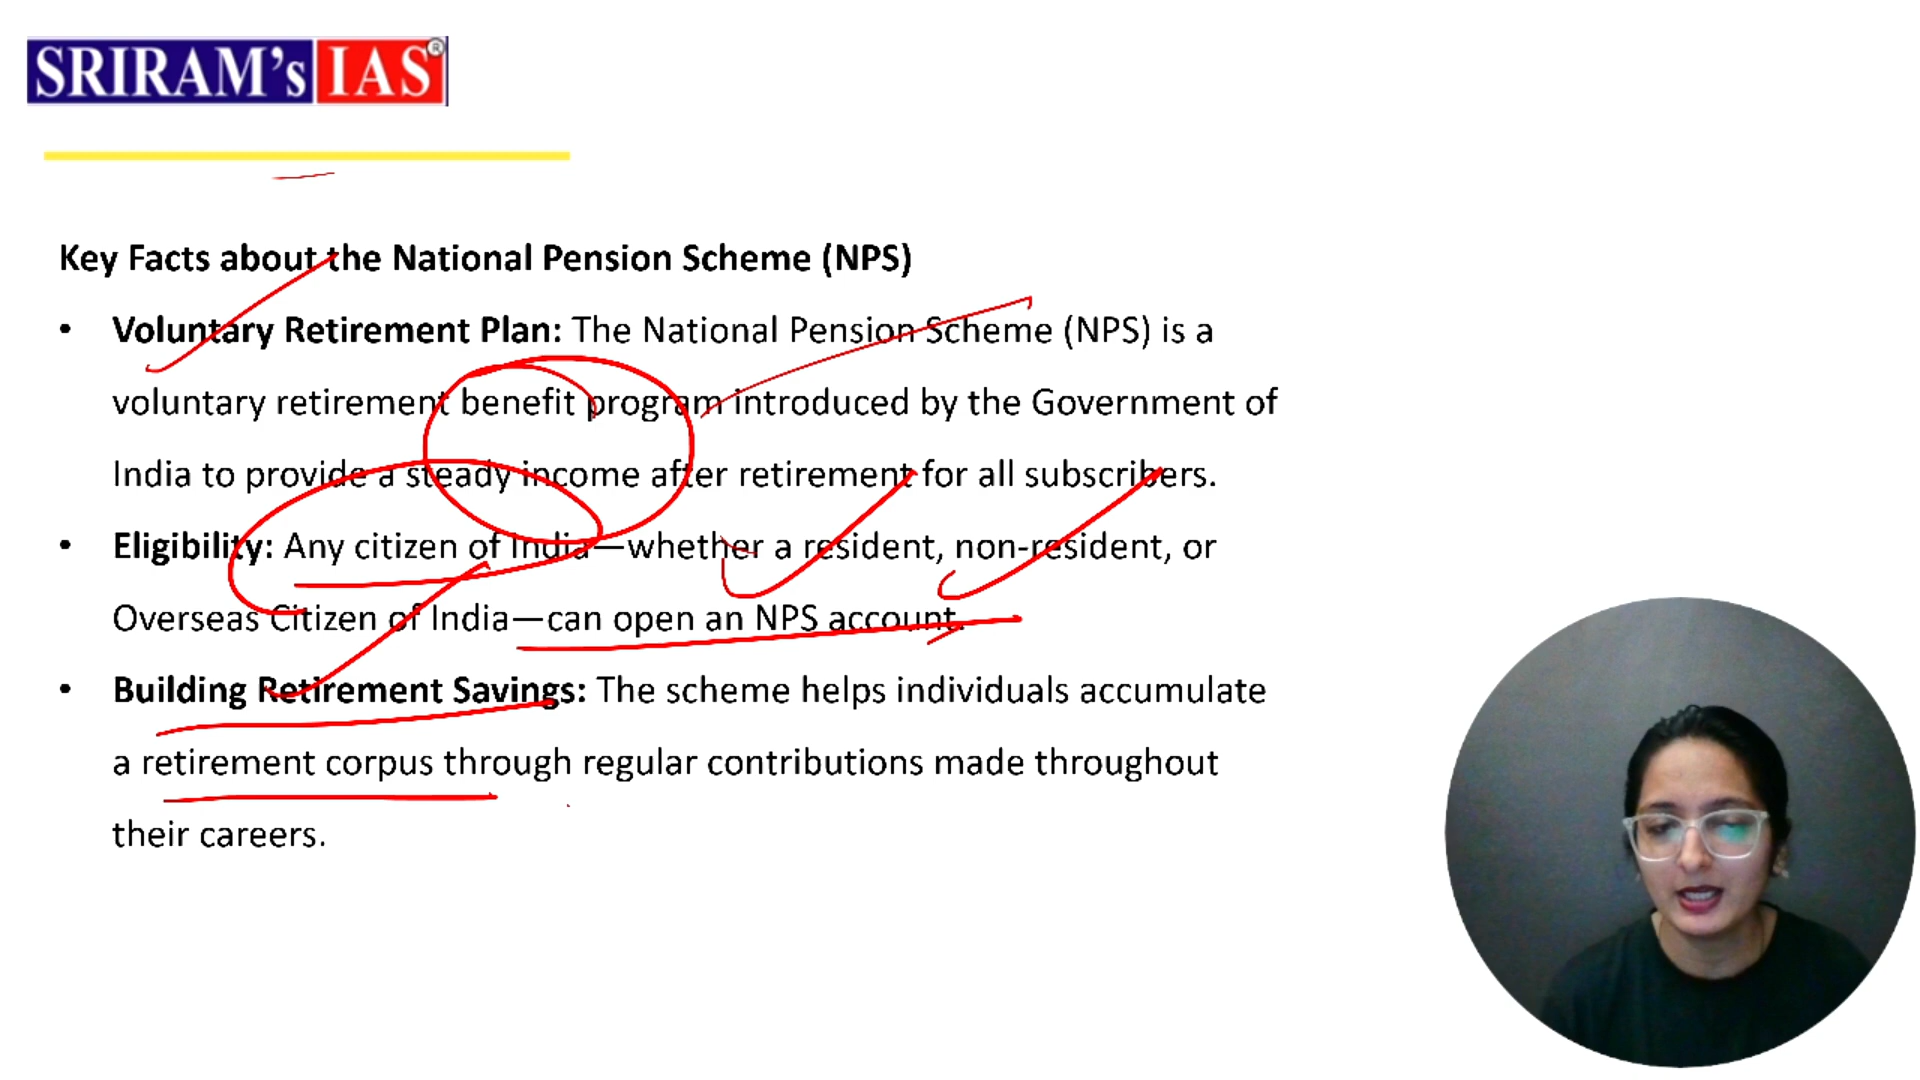 SRIRAM's IAS®
Key Facts about the National Pension Scheme (NPS)
• Voluntary Retirement Plan: The National Pension Scheme (NPS) is a
voluntary retirement benefit program introduced by the Government of
India to provide a steady income after retirement for all subscribers.
• Eligibility: Any citizen of India—whether a resident, non-resident, or
Overseas Citizen of India—can open an NPS account.
• Building Retirement Savings: The scheme helps individuals accumulate
a retirement corpus through regular contributions made throughout
their careers.